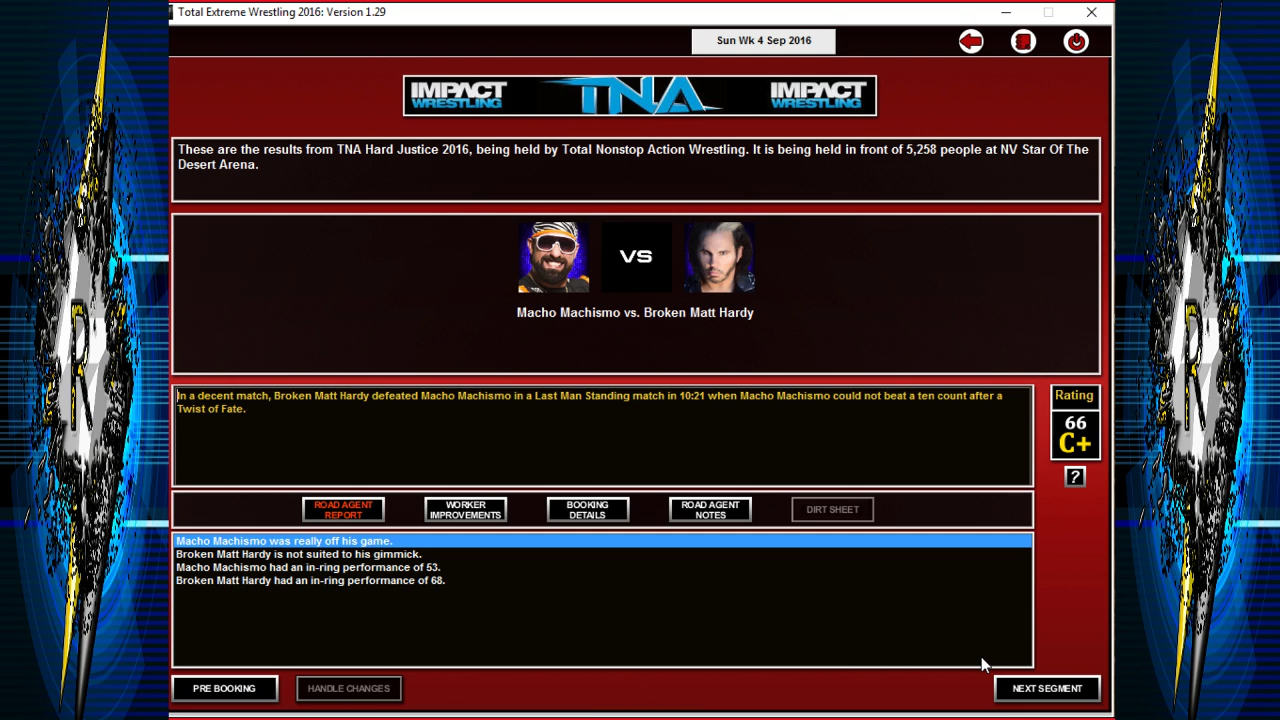 Total Extreme Wrestling 2016: Version 1.29
Sun Wk 4 Sep 2016
IMPACT WRESTLING TNA IMPACT WRESTLING
These are the results from TNA Hard Justice 2016, being held by Total Nonstop Action Wrestling. It is being held in front of 5,258 people at NV Star Of The
Desert Arena.
VS
Macho Machismo vs. Broken Matt Hardy
In a decent match, Broken Matt Hardy defeated Macho Machismo in a Last Man Standing match in 10:21 when Macho Machismo could not beat a ten count after a
Twist of Fate.
Rating
66
C+
?
ROAD AGENT REPORT
WORKER IMPROVEMENTS
BOOKING DETAILS
ROAD AGENT NOTES
DIRT SHEET
Macho Machismo was really off his game.
Broken Matt Hardy is not suited to his gimmick.
Macho Machismo had an in-ring performance of 53.
Broken Matt Hardy had an in-ring performance of 68.
PRE BOOKING
HANDLE CHANGES
NEXT SEGMENT
R
R